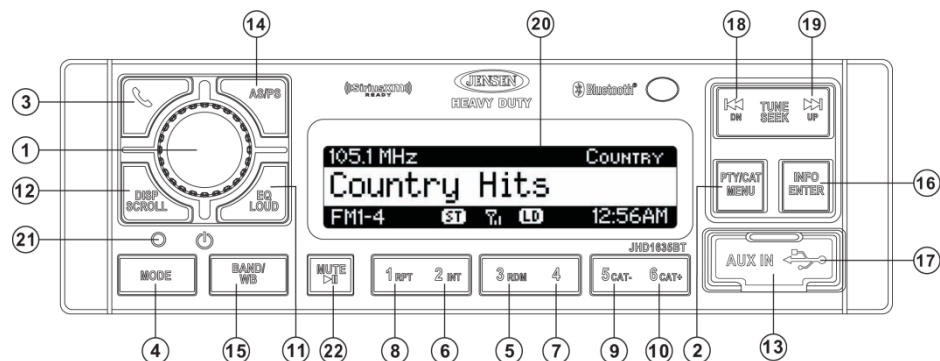 14 20 18 19
3 AS/PS ((SiriusXM)) READY JENSEN HEAVY DUTY Bluetooth® DN TUNE SEEK UP
1
105.1 MHz COUNTRY
Country Hits
FM1-4 ST LD 12:56AM
12 DISP SCROLL EQ LOUD PTY/CAT MENU INFO ENTER 16
21 JHD1635BT
MODE BAND/ WB MUTE 1 RPT 2 INT 3 RDM 4 5 CAT- 6 CAT+ AUX IN 17
4 15 11 22 8 6 5 7 9 10 2 13